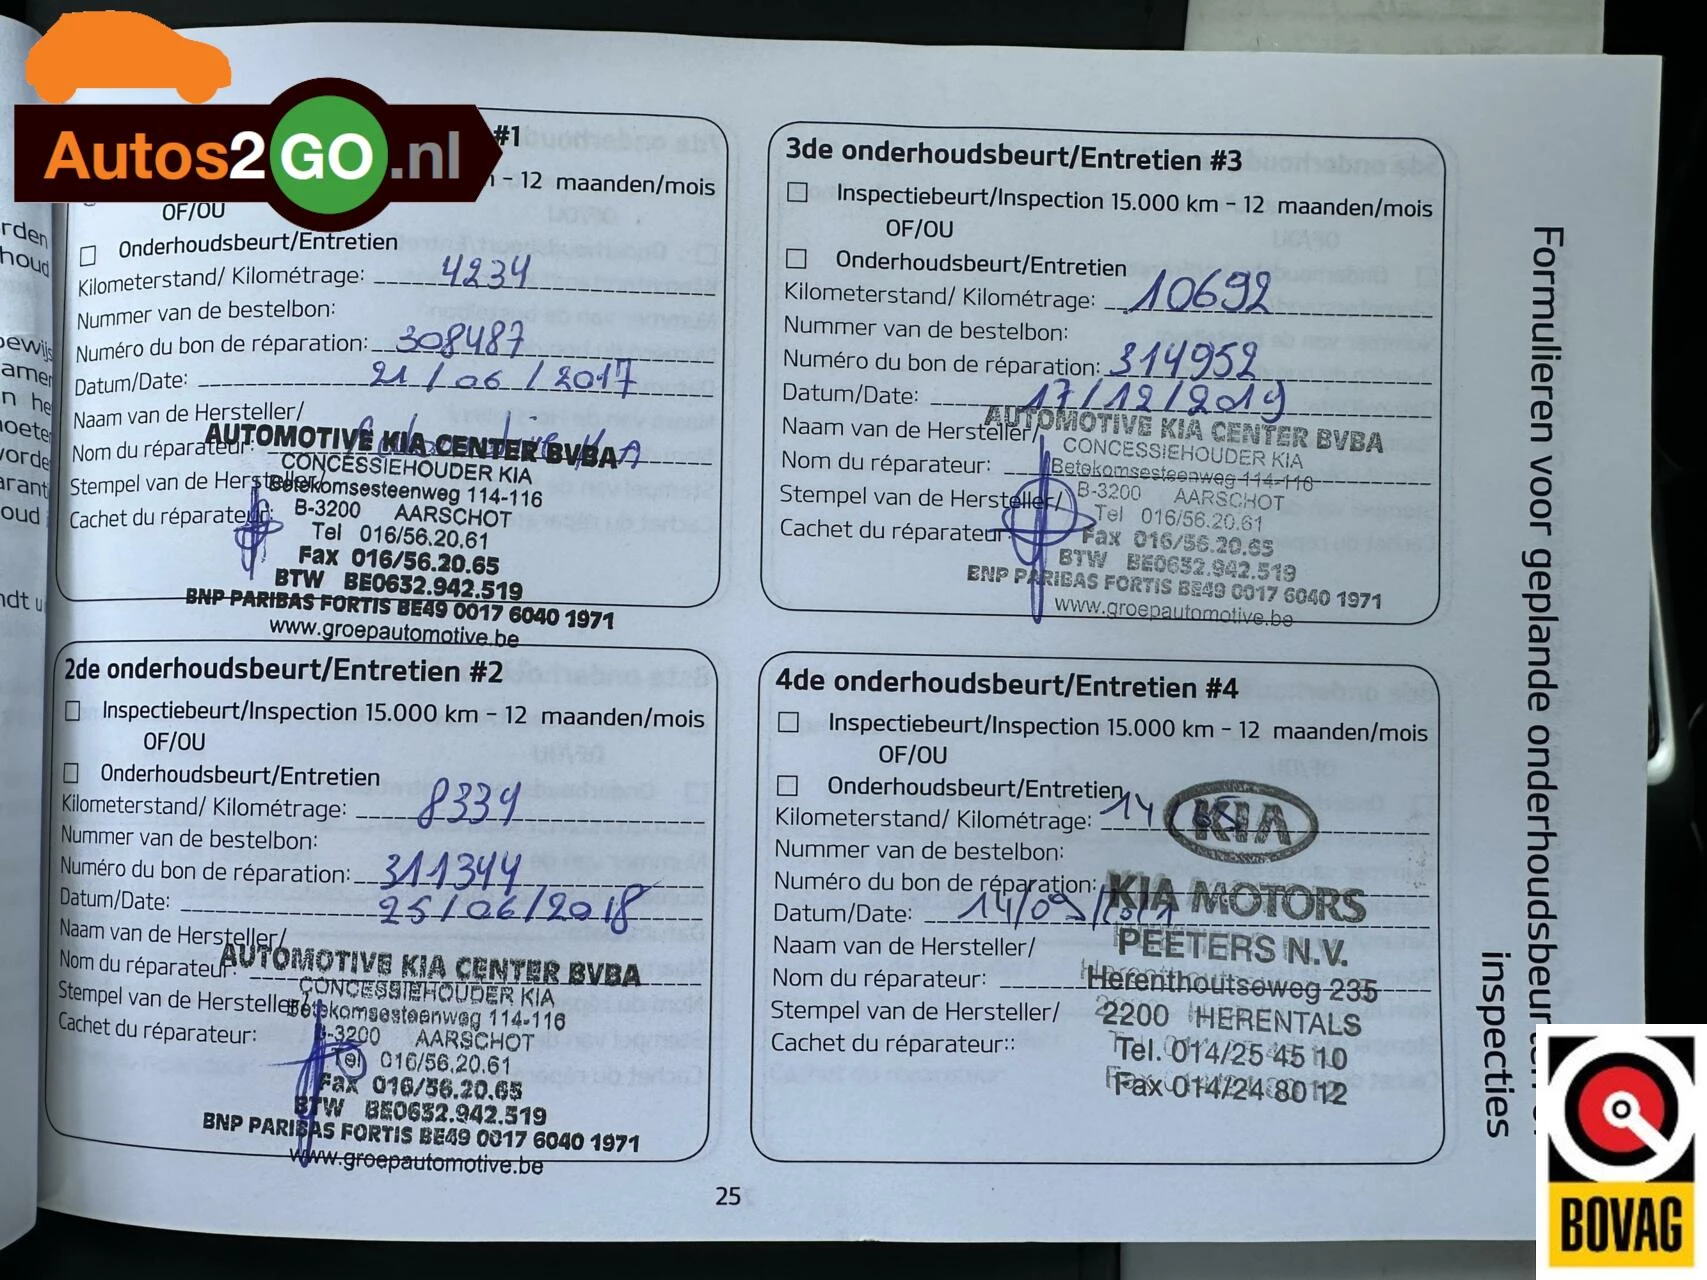 Autos2GO.nl
#1
- 12 maanden/mois
OF/OU
Onderhoudsbeurt/Entretien
Kilometerstand/ Kilométrage: 4234
Nummer van de bestelbon:
Numéro du bon de réparation: 308487
Datum/Date: 21/06/2017
Naam van de Hersteller/
Nom du réparateur:
Stempel van de Hersteller/
Cachet du réparateur:
AUTOMOTIVE KIA CENTER BVBA
CONCESSIEHOUDER KIA
Betekomsesteenweg 114-116
B-3200 AARSCHOT
Tel 016/56.20.61
Fax 016/56.20.65
BTW BE0632.942.519
BNP PARIBAS FORTIS BE49 0017 6040 1971
www.groepautomotive.be
2de onderhoudsbeurt/Entretien #2
Inspectiebeurt/Inspection 15.000 km - 12 maanden/mois
OF/OU
Onderhoudsbeurt/Entretien
Kilometerstand/ Kilométrage: 8339
Nummer van de bestelbon:
Numéro du bon de réparation: 311344
Datum/Date: 25/06/2018
Naam van de Hersteller/
Nom du réparateur:
Stempel van de Hersteller/
Cachet du réparateur:
AUTOMOTIVE KIA CENTER BVBA
CONCESSIEHOUDER KIA
Betekomsesteenweg 114-116
B-3200 AARSCHOT
Tel 016/56.20.61
Fax 016/56.20.65
BTW BE0632.942.519
BNP PARIBAS FORTIS BE49 0017 6040 1971
www.groepautomotive.be
3de onderhoudsbeurt/Entretien #3
Inspectiebeurt/Inspection 15.000 km - 12 maanden/mois
OF/OU
Onderhoudsbeurt/Entretien
Kilometerstand/ Kilométrage: 10692
Nummer van de bestelbon:
Numéro du bon de réparation: 314952
Datum/Date: 17/12/2019
Naam van de Hersteller/
Nom du réparateur:
Stempel van de Hersteller/
Cachet du réparateur:
AUTOMOTIVE KIA CENTER BVBA
CONCESSIEHOUDER KIA
Betekomsesteenweg 114-116
B-3200 AARSCHOT
Tel 016/56.20.61
Fax 016/56.20.65
BTW BE0632.942.519
BNP PARIBAS FORTIS BE49 0017 6040 1971
www.groepautomotive.be
4de onderhoudsbeurt/Entretien #4
Inspectiebeurt/Inspection 15.000 km - 12 maanden/mois
OF/OU
Onderhoudsbeurt/Entretien
Kilometerstand/ Kilométrage:
Nummer van de bestelbon:
Numéro du bon de réparation:
Datum/Date:
Naam van de Hersteller/
Nom du réparateur:
Stempel van de Hersteller/
Cachet du réparateur::
KIA
KIA MOTORS
PEETERS N.V.
Herenthoutseweg 235
2200 HERENTALS
Tel. 014/25 45 10
Fax 014/24 80 12
25
Formulieren voor geplande onderhoudsbeurten
inspecties
BOVAG